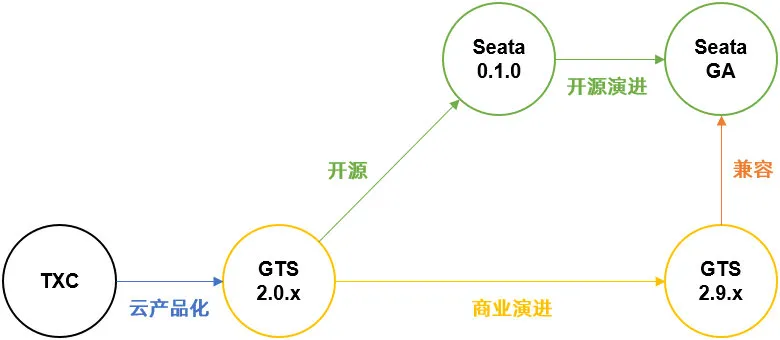 Seata
0.1.0
开源演进
Seata
GA
开源
兼容
TXC
云产品化
GTS
2.0.x
商业演进
GTS
2.9.x